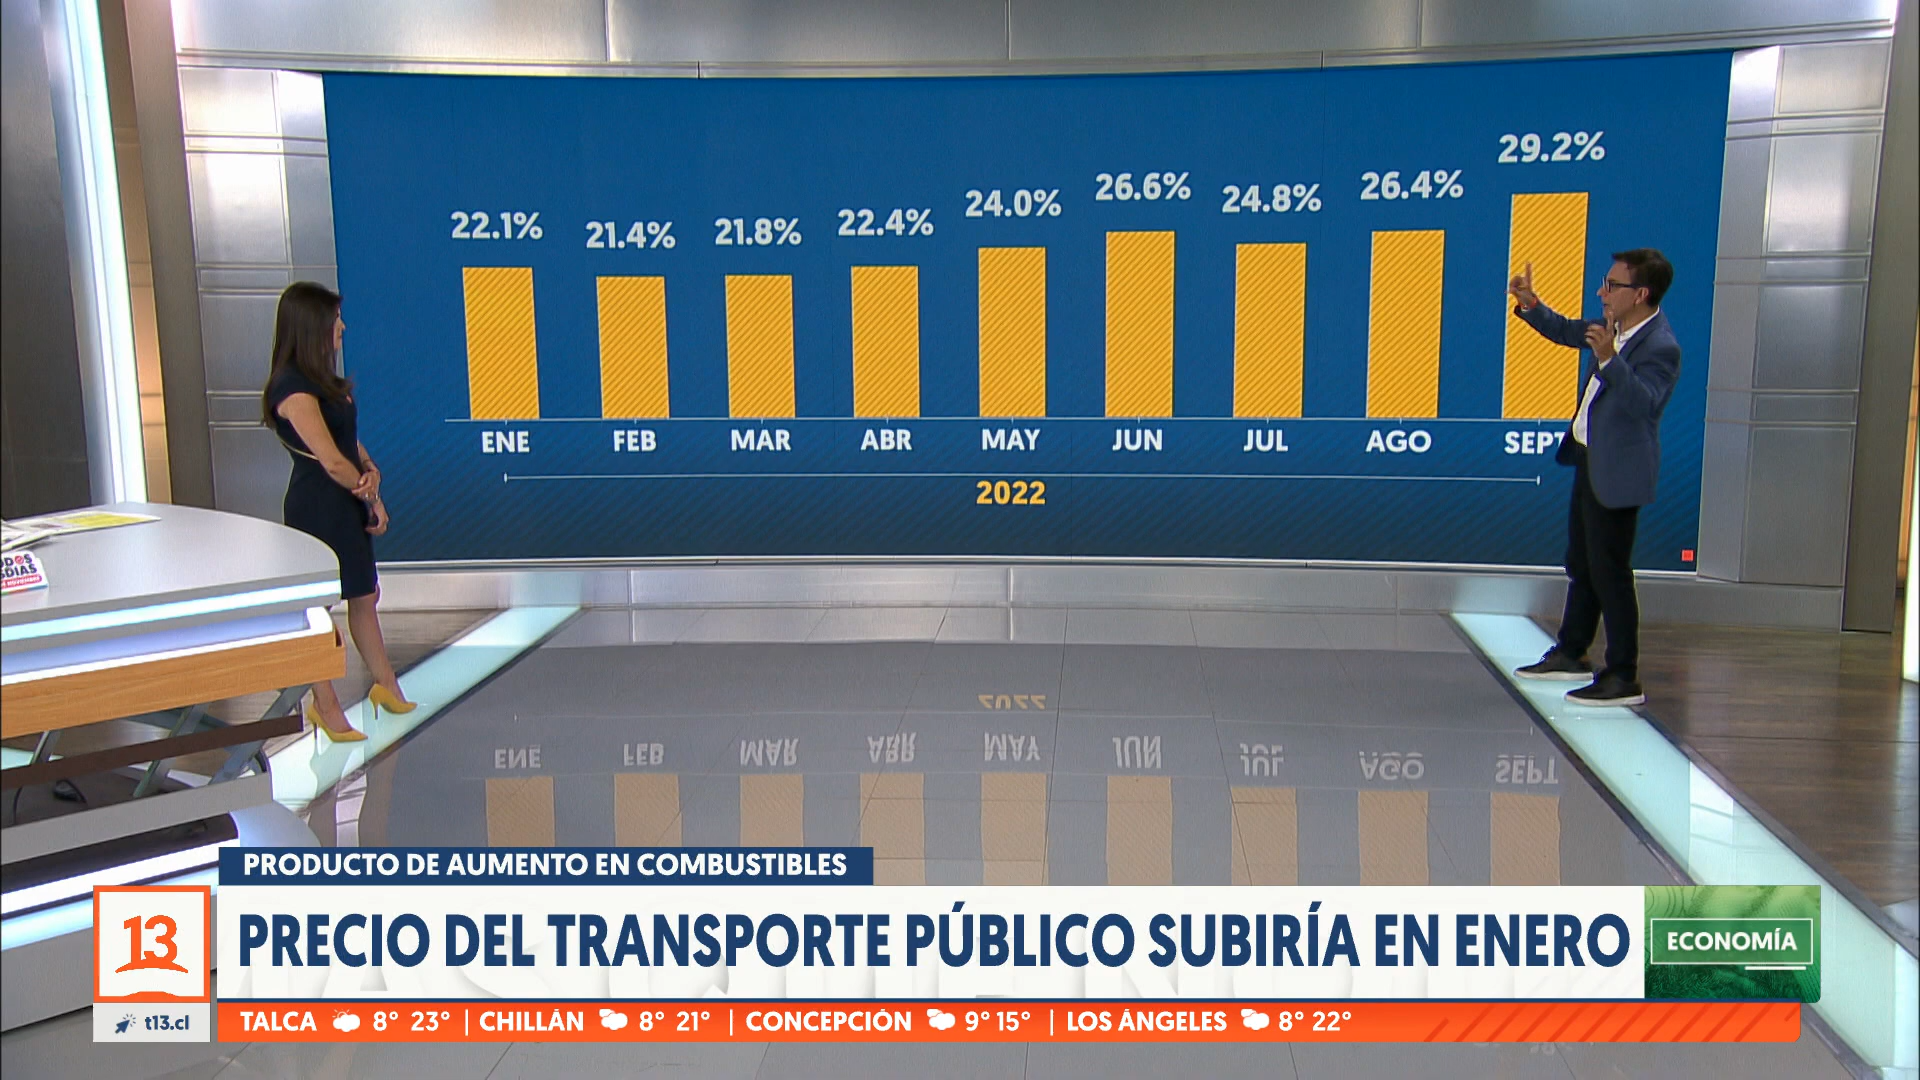 22.1%
21.4%
21.8%
22.4%
24.0%
26.6%
24.8%
26.4%
29.2%
ENE FEB MAR ABR MAY JUN JUL AGO SEPT
2022
PRODUCTO DE AUMENTO EN COMBUSTIBLES
13
PRECIO DEL TRANSPORTE PÚBLICO SUBIRÍA EN ENERO
ECONOMÍA
t13.cl
TALCA 8° 23° | CHILLÁN 8° 21° | CONCEPCIÓN 9° 15° | LOS ÁNGELES 8° 22°